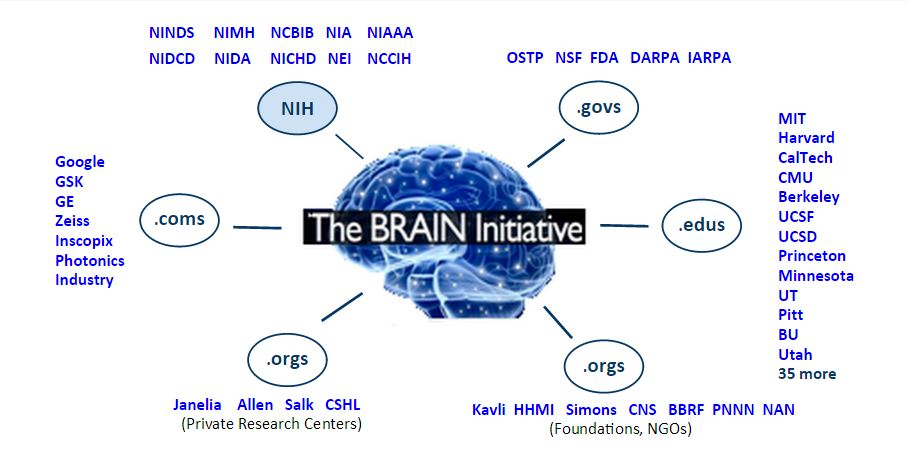 NINDS NIMH NCBIB NIA NIAAA
NIDCD NIDA NICHD NEI NCCIH
NIH
OSTP NSF FDA DARPA IARPA
.govs
Google
GSK
GE
Zeiss
Inscopix
Photonics
Industry
.coms
The BRAIN Initiative
.edus
MIT
Harvard
CalTech
CMU
Berkeley
UCSF
UCSD
Princeton
Minnesota
UT
Pitt
BU
Utah
35 more
.orgs
Janelia Allen Salk CSHL
(Private Research Centers)
.orgs
Kavli HHMI Simons CNS BBRF PNNN NAN
(Foundations, NGOs)